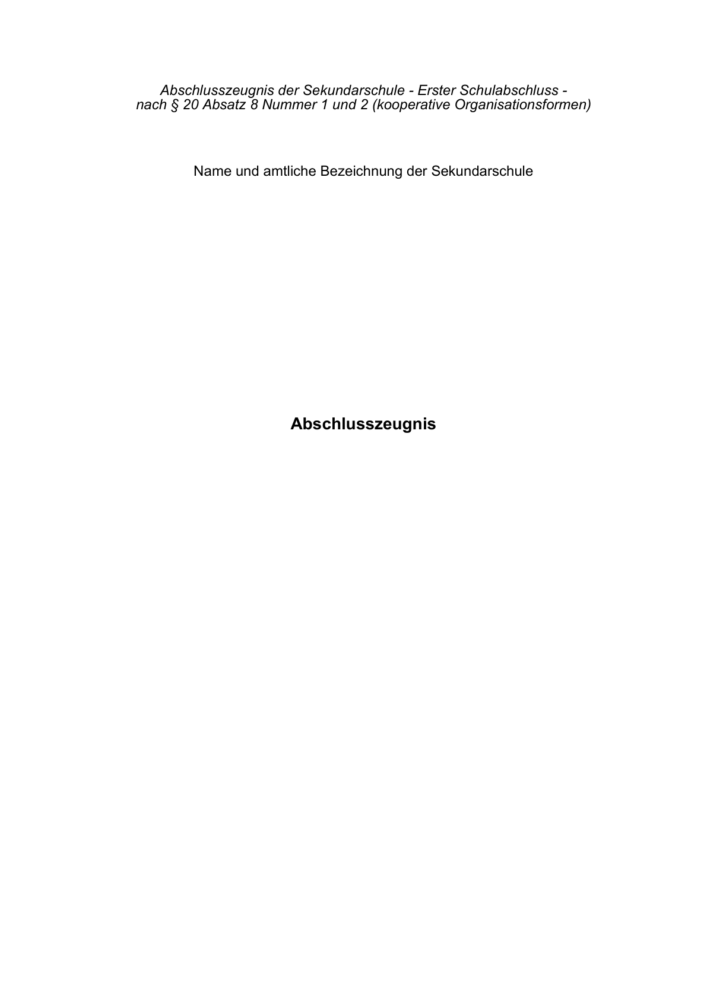 Abschlusszeugnis der Sekundarschule - Erster Schulabschluss -
nach § 20 Absatz 8 Nummer 1 und 2 (kooperative Organisationsformen)
Name und amtliche Bezeichnung der Sekundarschule
Abschlusszeugnis